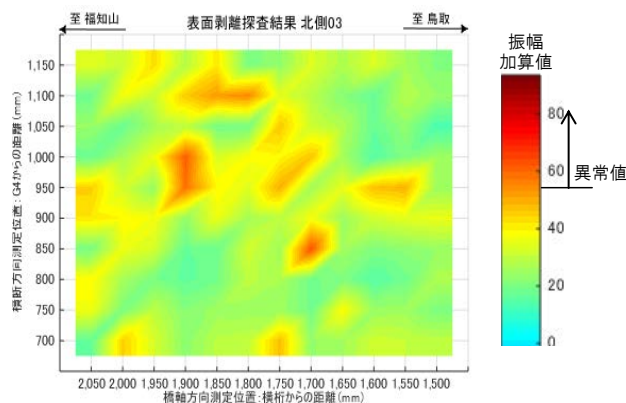 至 福知山
表面剥離探査結果 北側03
至 鳥取
横断方向測定位置:G4からの距離(mm)
1,150
1,100
1,050
1,000
950
900
850
800
750
700
2,050 2,000 1,950 1,900 1,850 1,800 1,750 1,700 1,650 1,600 1,550 1,500
橋軸方向測定位置:横桁からの距離(mm)
振幅
加算値
80
60
40
20
0
異常値